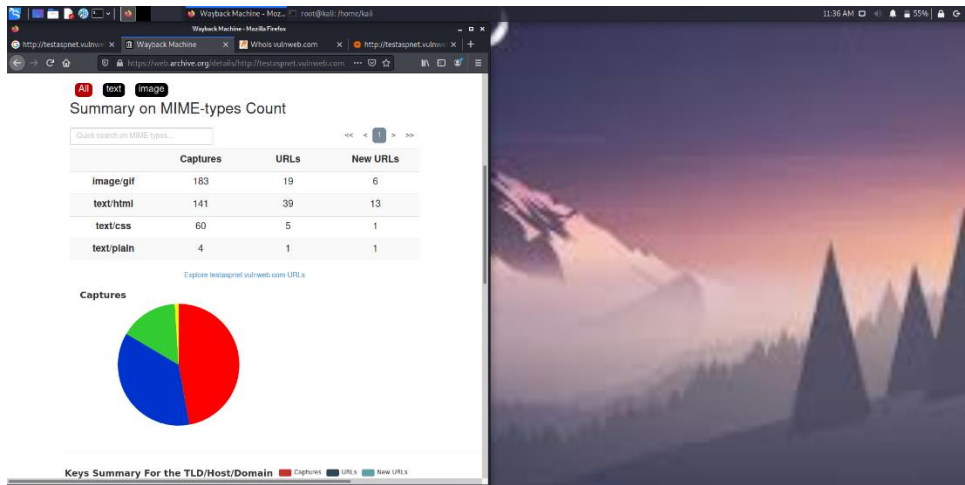 Wayback Machine - Moz... root@kali: /home/kali 11:36 AM 55%
Wayback Machine - Mozilla Firefox
http://testaspnet.vulnwe Wayback Machine Whois vulnweb.com http://testaspnet.vulnwe
https://web.archive.org/details/http://testaspnet.vulnweb.com
All text image
Summary on MIME-types Count
Quick search on MIME-types... << < 1 > >>
Captures URLs New URLs
image/gif 183 19 6
text/html 141 39 13
text/css 60 5 1
text/plain 4 1 1
Explore testaspnet.vulnweb.com URLs
Captures
Keys Summary For the TLD/Host/Domain Captures URLs New URLs